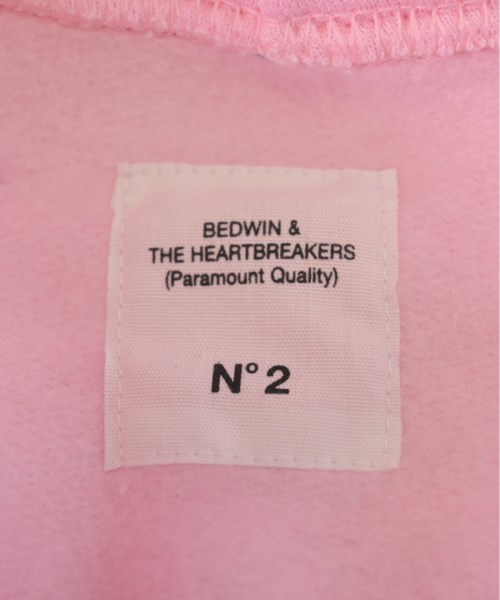 BEDWIN &
THE HEARTBREAKERS
(Paramount Quality)
N° 2